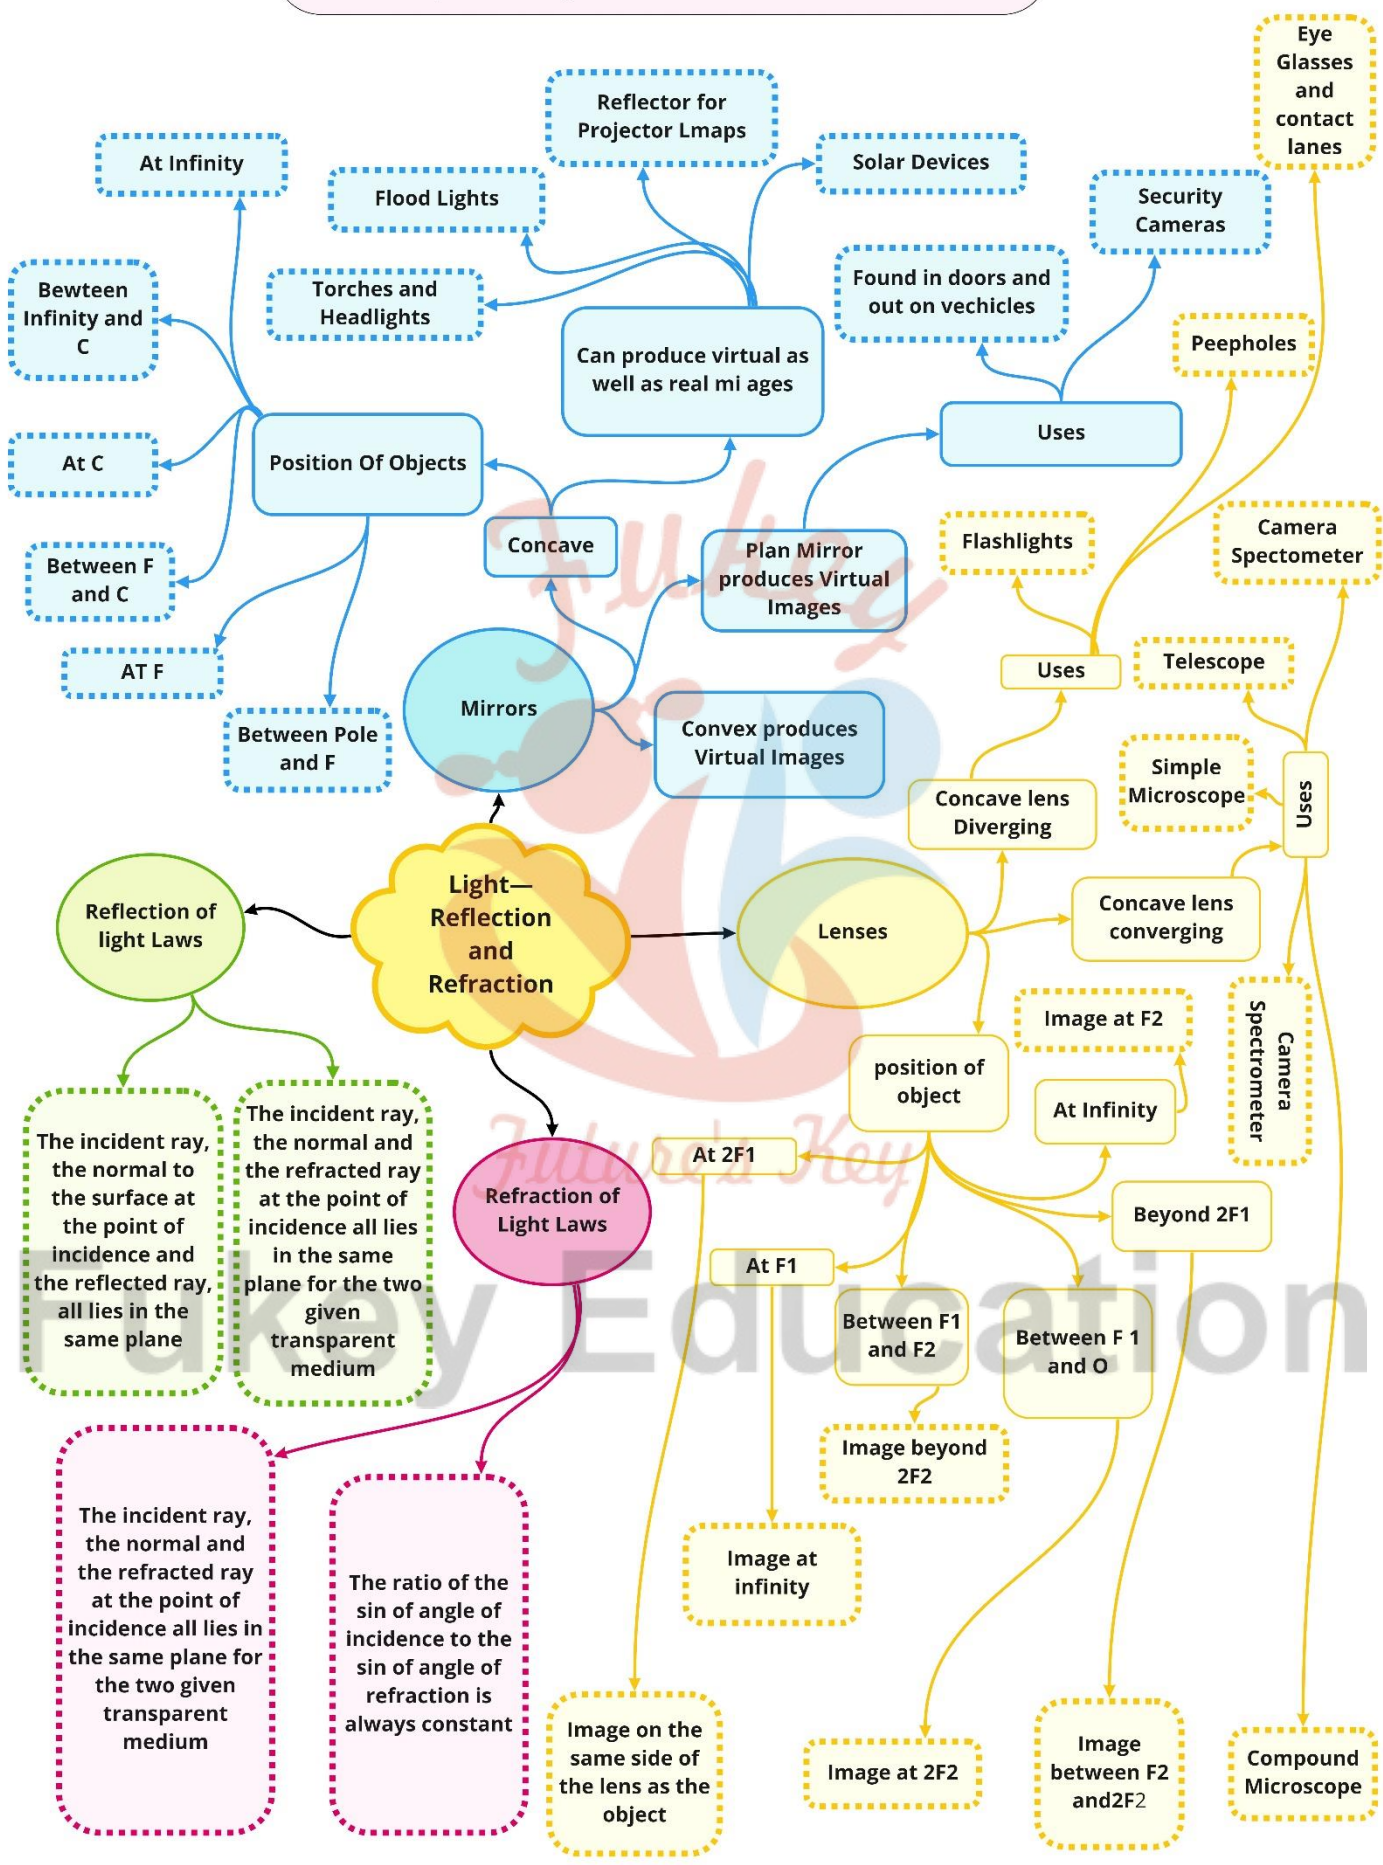 Eye
Glasses
and
contact
lanes
Reflector for
Projector Lmaps
At Infinity
Solar Devices
Flood Lights
Security
Cameras
Bewteen
Infinity and
C
Torches and
Headlights
Found in doors and
out on vechicles
Peepholes
Can produce virtual as
well as real mi ages
Uses
At C
Position Of Objects
Concave
Plan Mirror
produces Virtual
Images
Flashlights
Camera
Spectometer
Between F
and C
AT F
Uses
Telescope
Between Pole
and F
Mirrors
Convex produces
Virtual Images
Simple
Microscope
Uses
Concave lens
Diverging
Light—
Reflection
and
Refraction
Reflection of
light Laws
Lenses
Concave lens
converging
Image at F2
Camera
Spectrometer
position of
object
At Infinity
The incident ray,
the normal to
the surface at
the point of
incidence and
the reflected ray,
all lies in the
same plane
The incident ray,
the normal and
the refracted ray
at the point of
incidence all lies
in the same
plane for the two
given
transparent
medium
Refraction of
Light Laws
At 2F1
Beyond 2F1
At F1
Between F1
and F2
Between F 1
and O
Image beyond
2F2
The incident ray,
the normal and
the refracted ray
at the point of
incidence all lies in
the same plane for
the two given
transparent
medium
The ratio of the
sin of angle of
incidence to the
sin of angle of
refraction is
always constant
Image at
infinity
Image on the
same side of
the lens as the
object
Image at 2F2
Image
between F2
and2F2
Compound
Microscope
Fukey
Future's Key
Fukey Education